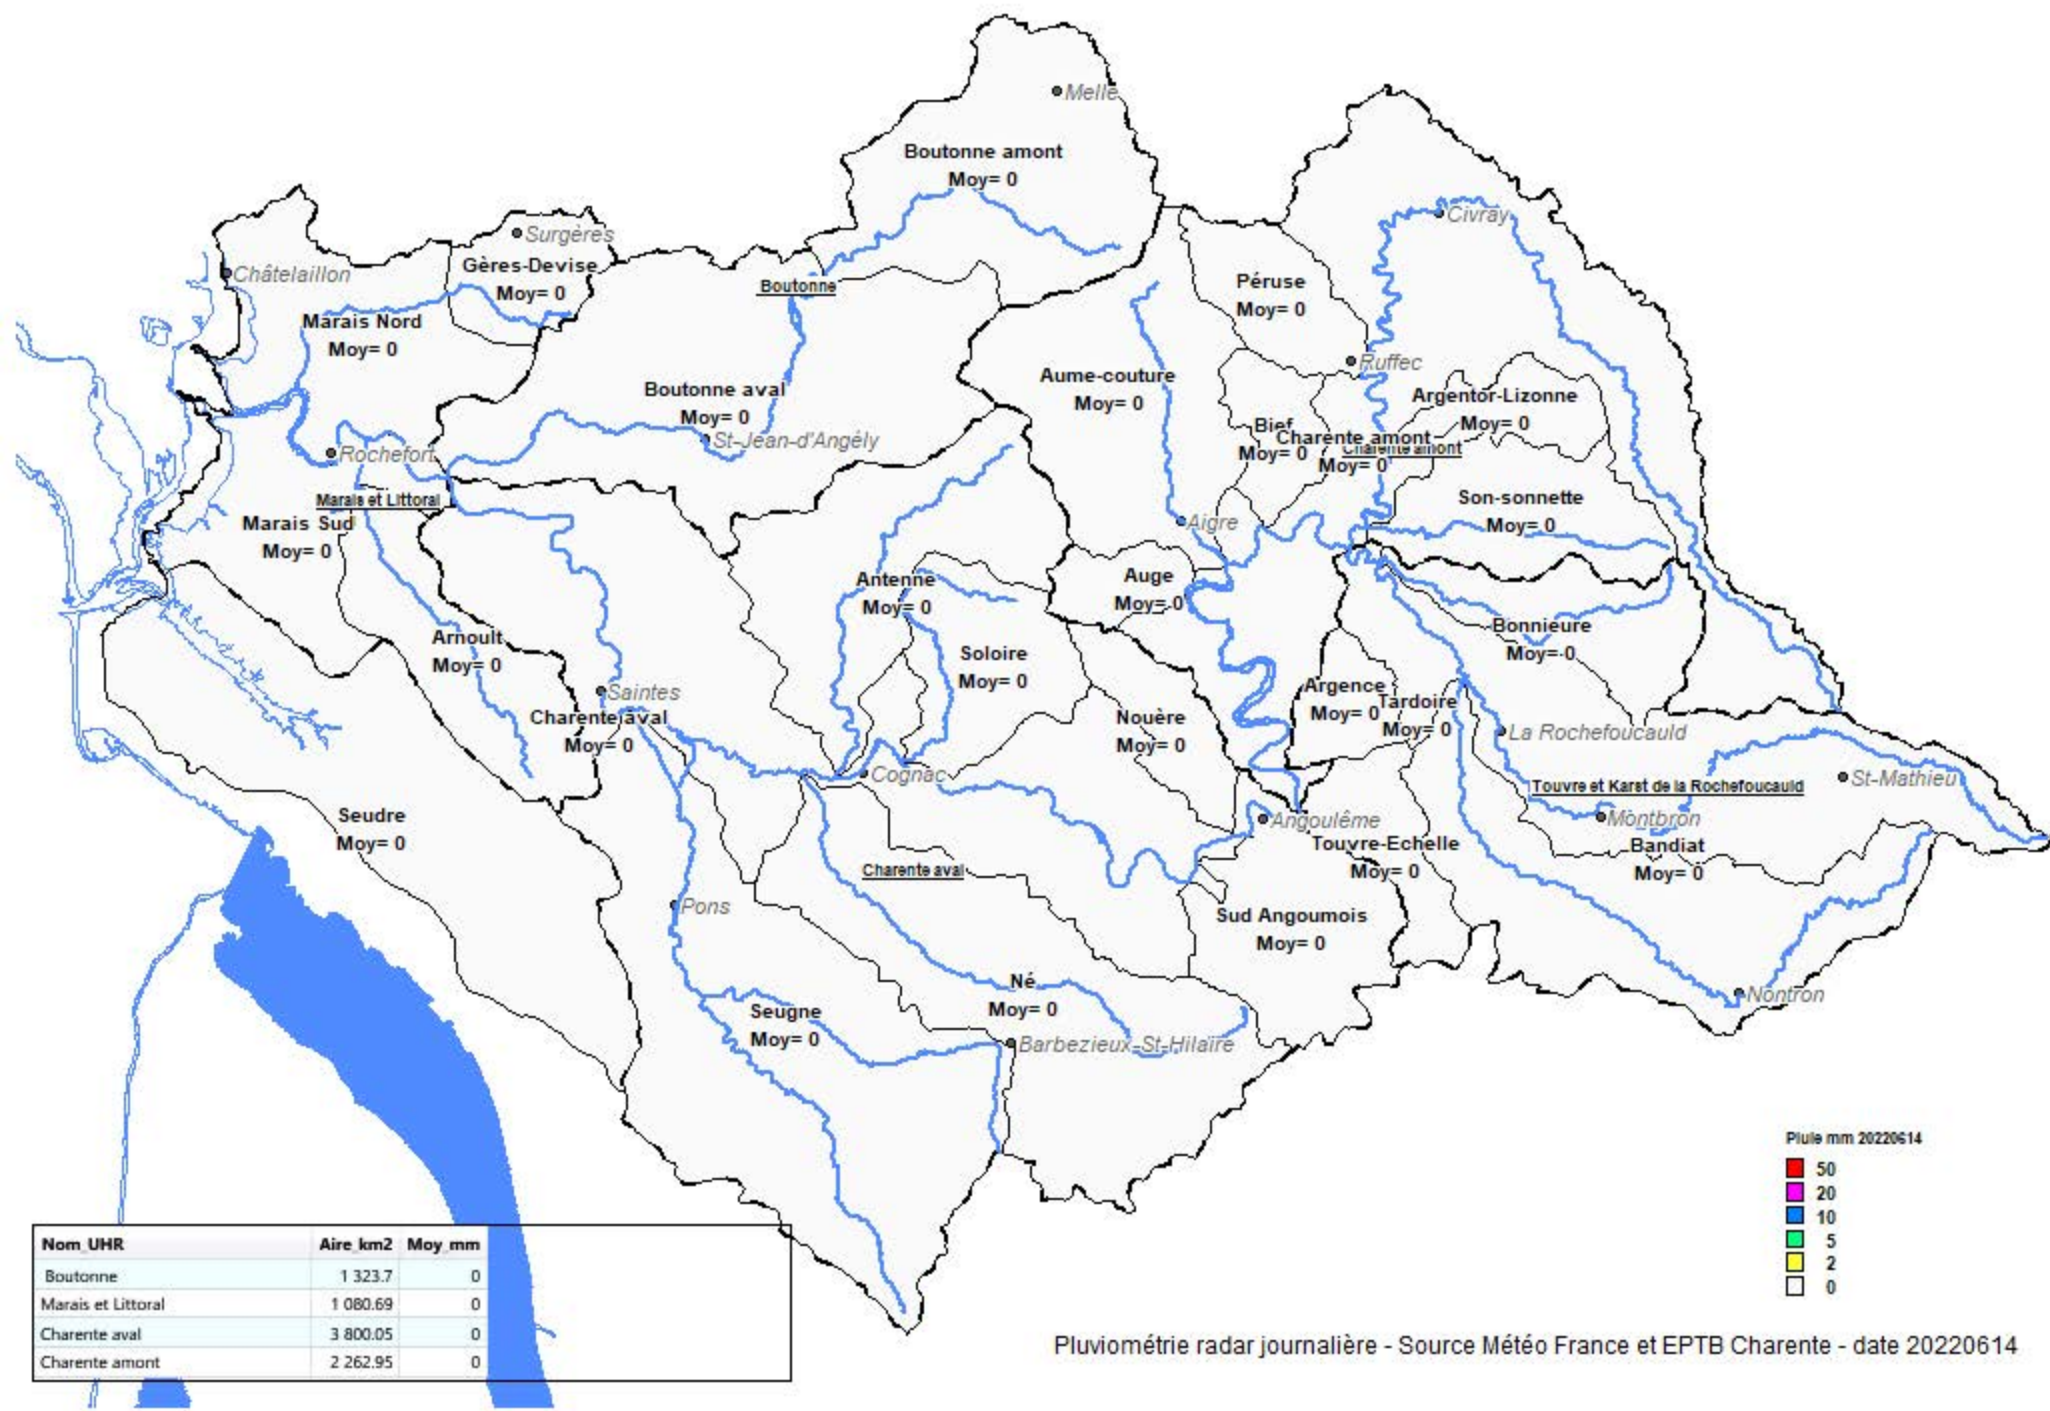 Melle
Boutonne amont
Moy= 0
Civray
Surgères
Châtelaillon
Gères-Devise
Moy= 0
Boutonne
Péruse
Moy= 0
Marais Nord
Moy= 0
Ruffec
Aume-couture
Moy= 0
Boutonne aval
Moy= 0
St-Jean-d'Angély
Argentor-Lizonne
Moy= 0
Bief
Moy= 0
Charente amont
Moy= 0
Charente amont
Rochefort
Marais et Littoral
Son-sonnette
Moy= 0
Marais Sud
Moy= 0
Aigre
Antenne
Moy= 0
Auge
Moy= 0
Bonnieure
Moy= 0
Arnoult
Moy= 0
Soloire
Moy= 0
Saintes
Charente aval
Moy= 0
Nouère
Moy= 0
Argence
Moy= 0
Tardoire
Moy= 0
La Rochefoucauld
Cognac
Touvre et Karst de la Rochefoucauld
St-Mathieu
Seudre
Moy= 0
Angoulême
Montbron
Touvre-Echelle
Moy= 0
Bandiat
Moy= 0
Charente aval
Pons
Sud Angoumois
Moy= 0
Né
Moy= 0
Nontron
Seugne
Moy= 0
Barbezieux-St-Hilaire
Pluie mm 20220614
50
20
10
5
2
0
Nom_UHR Aire_km2 Moy_mm
Boutonne 1 323.7 0
Marais et Littoral 1 080.69 0
Charente aval 3 800.05 0
Charente amont 2 262.95 0
Pluviométrie radar journalière - Source Météo France et EPTB Charente - date 20220614